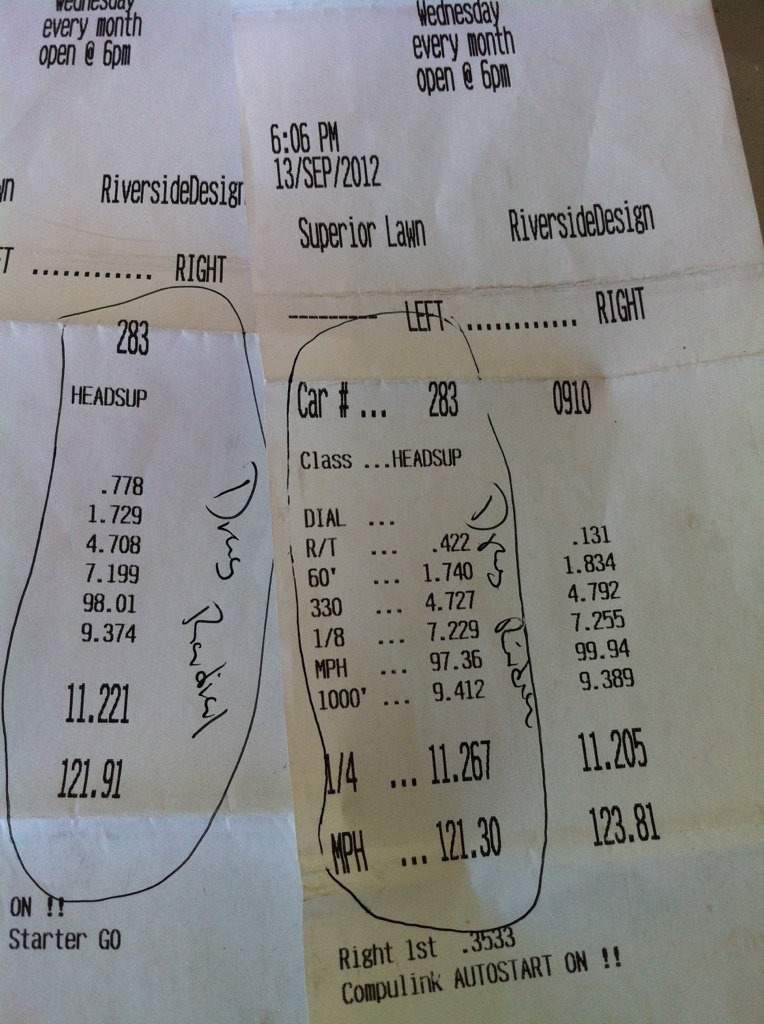 Wednesday
every month
open @ 6pm
RiversideDesign
............ RIGHT
283
HEADSUP
.778
1.729
4.708
7.199
98.01
9.374
11.221
121.91
Drag Radial
ON !!
Starter GO
Wednesday
every month
open @ 6pm
6:06 PM
13/SEP/2012
Superior Lawn RiversideDesign
---------- LEFT ............ RIGHT
Car # ... 283 0910
Class ...HEADSUP
DIAL ...
R/T ... .422 .131
60' ... 1.740 1.834
330 ... 4.727 4.792
1/8 ... 7.229 7.255
MPH ... 97.36 99.94
1000' ... 9.412 9.389
1/4 ... 11.267 11.205
MPH ... 121.30 123.81
Drag Radial
Right 1st .3533
Compulink AUTOSTART ON !!